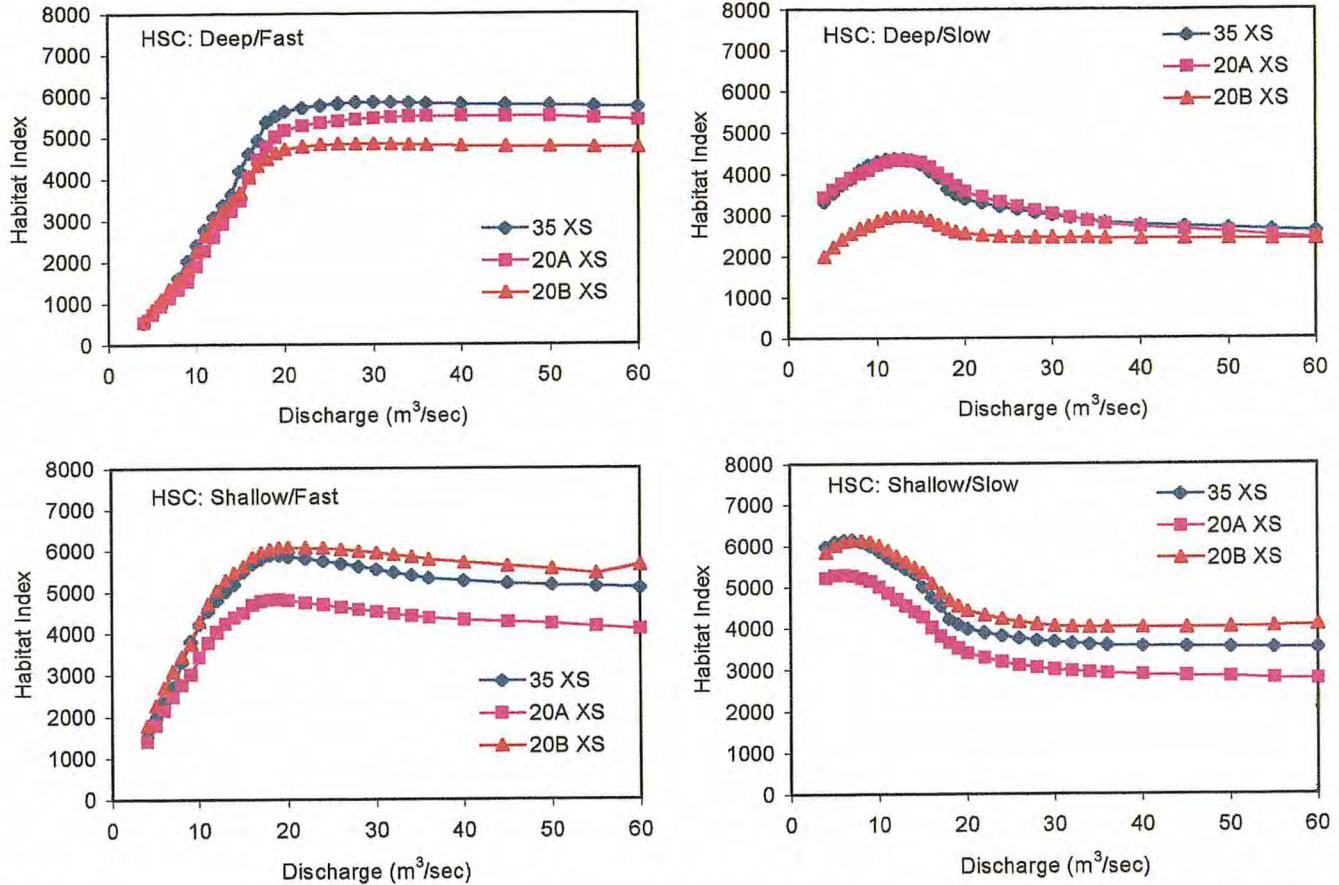 HSC: Deep/Fast
8000
7000
6000
5000
4000
3000
2000
1000
0
Habitat Index
35 XS
20A XS
20B XS
0 10 20 30 40 50 60
Discharge (m³/sec)
HSC: Deep/Slow
8000
7000
6000
5000
4000
3000
2000
1000
0
Habitat Index
35 XS
20A XS
20B XS
0 10 20 30 40 50 60
Discharge (m³/sec)
HSC: Shallow/Fast
8000
7000
6000
5000
4000
3000
2000
1000
0
Habitat Index
35 XS
20A XS
20B XS
0 10 20 30 40 50 60
Discharge (m³/sec)
HSC: Shallow/Slow
8000
7000
6000
5000
4000
3000
2000
1000
0
Habitat Index
35 XS
20A XS
20B XS
0 10 20 30 40 50 60
Discharge (m³/sec)